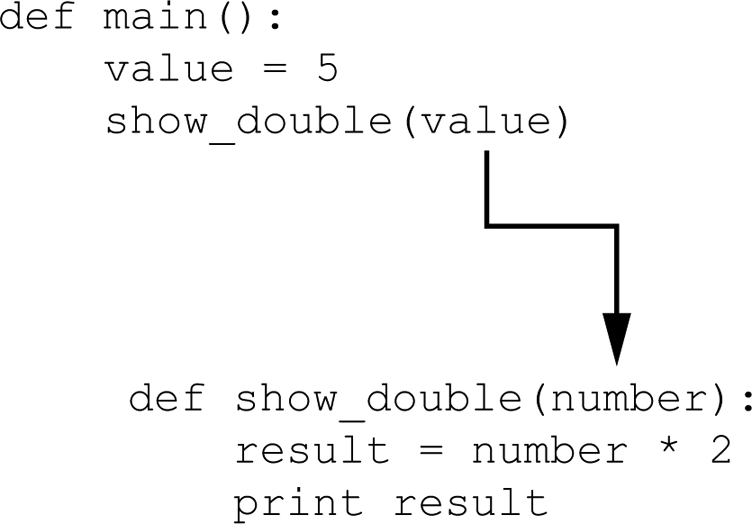 def main():
    value = 5
    show_double(value)
def show_double(number):
    result = number * 2
    print result